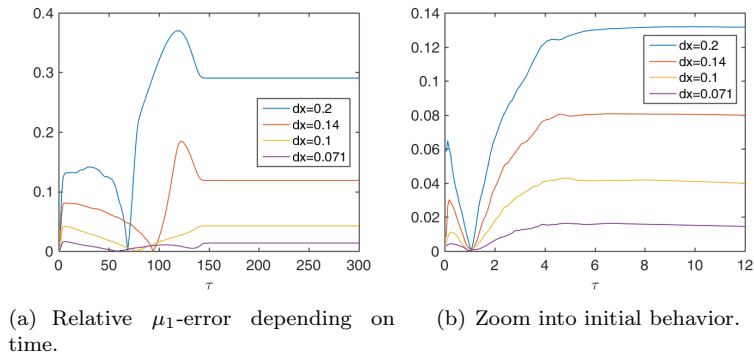 0.4
0.3
0.2
0.1
0
0 50 100 150 200 250 300
τ
dx=0.2
dx=0.14
dx=0.1
dx=0.071
0.14
0.12
0.1
0.08
0.06
0.04
0.02
0
0 2 4 6 8 10 12
τ
dx=0.2
dx=0.14
dx=0.1
dx=0.071
(a) Relative μ₁-error depending on
time.
(b) Zoom into initial behavior.